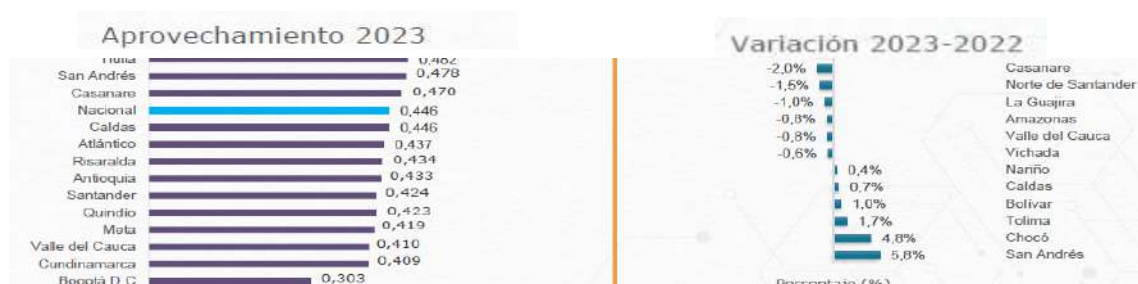 Aprovechamiento 2023
Huila 0,482
San Andrés 0,478
Casanare 0,470
Nacional 0,446
Caldas 0,446
Atlántico 0,437
Risaralda 0,434
Antioquia 0,433
Santander 0,424
Quindío 0,423
Meta 0,419
Valle del Cauca 0,410
Cundinamarca 0,409
Bogotá D.C 0,303
Variación 2023-2022
-2,0% Casanare
-1,5% Norte de Santander
-1,0% La Guajira
-0,8% Amazonas
-0,8% Valle del Cauca
-0,6% Vichada
0,4% Nariño
0,7% Caldas
1,0% Bolívar
1,7% Tolima
4,8% Chocó
5,8% San Andrés
Porcentaje (%)